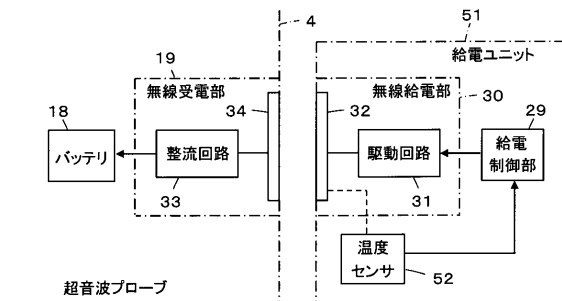 51
4
給電ユニット
19
無線受電部
無線給電部
30
18
34
32
29
バッテリ
整流回路
駆動回路
給電
制御部
33
31
温度
センサ
52
超音波プローブ